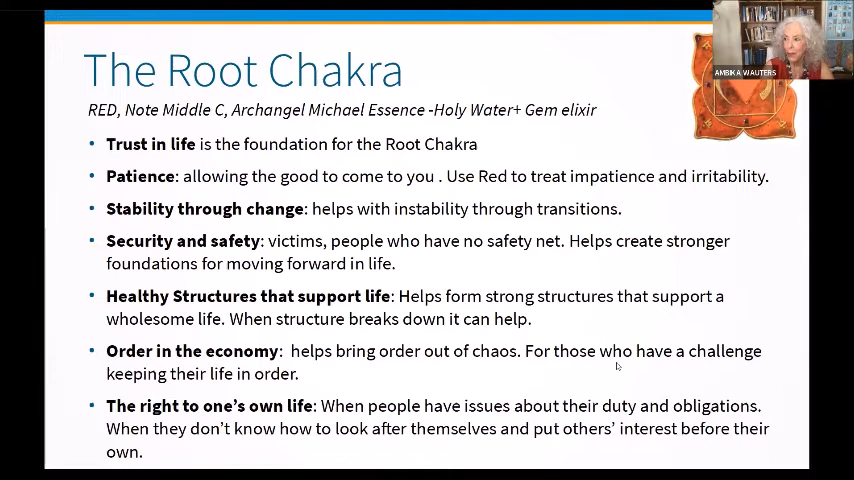 AMBIKA WAUTERS
The Root Chakra
RED, Note Middle C, Archangel Michael Essence -Holy Water+ Gem elixir
• Trust in life is the foundation for the Root Chakra
• Patience: allowing the good to come to you . Use Red to treat impatience and irritability.
• Stability through change: helps with instability through transitions.
• Security and safety: victims, people who have no safety net. Helps create stronger
foundations for moving forward in life.
• Healthy Structures that support life: Helps form strong structures that support a
wholesome life. When structure breaks down it can help.
• Order in the economy:  helps bring order out of chaos. For those who have a challenge
keeping their life in order.
• The right to one's own life: When people have issues about their duty and obligations.
When they don't know how to look after themselves and put others' interest before their
own.